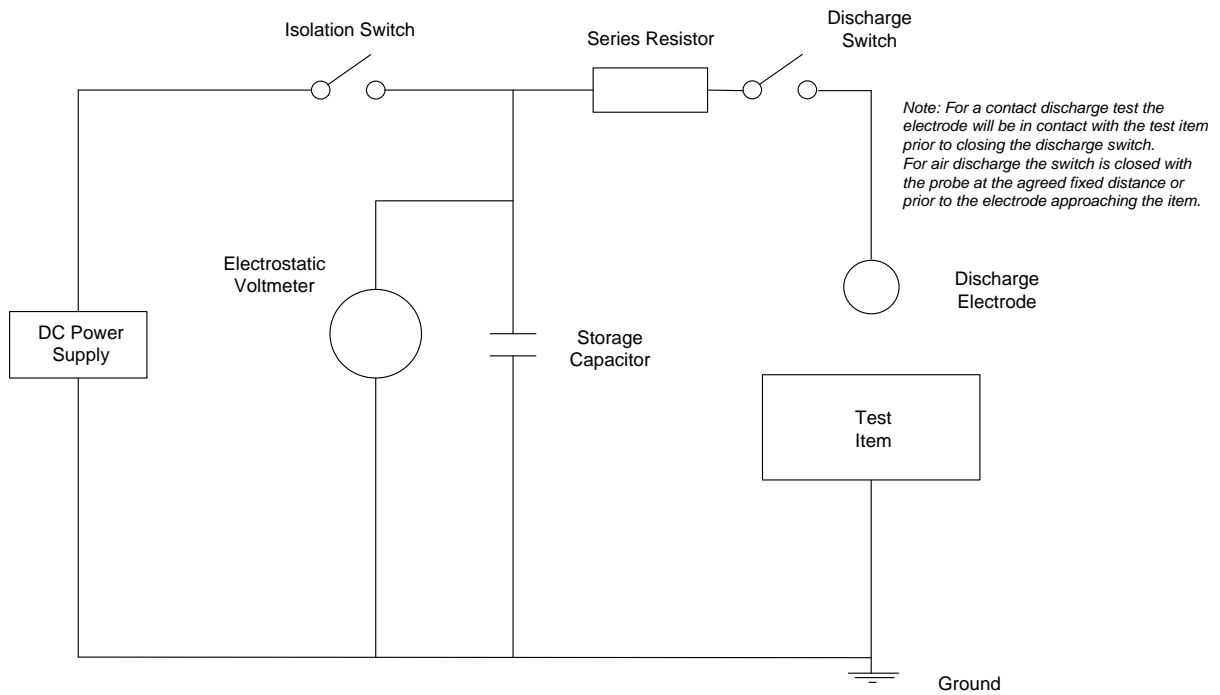 Isolation Switch
Series Resistor
Discharge
Switch
Note: For a contact discharge test the
electrode will be in contact with the test item
prior to closing the discharge switch.
For air discharge the switch is closed with
the probe at the agreed fixed distance or
prior to the electrode approaching the item.
Electrostatic
Voltmeter
Discharge
Electrode
DC Power
Supply
Storage
Capacitor
Test
Item
Ground